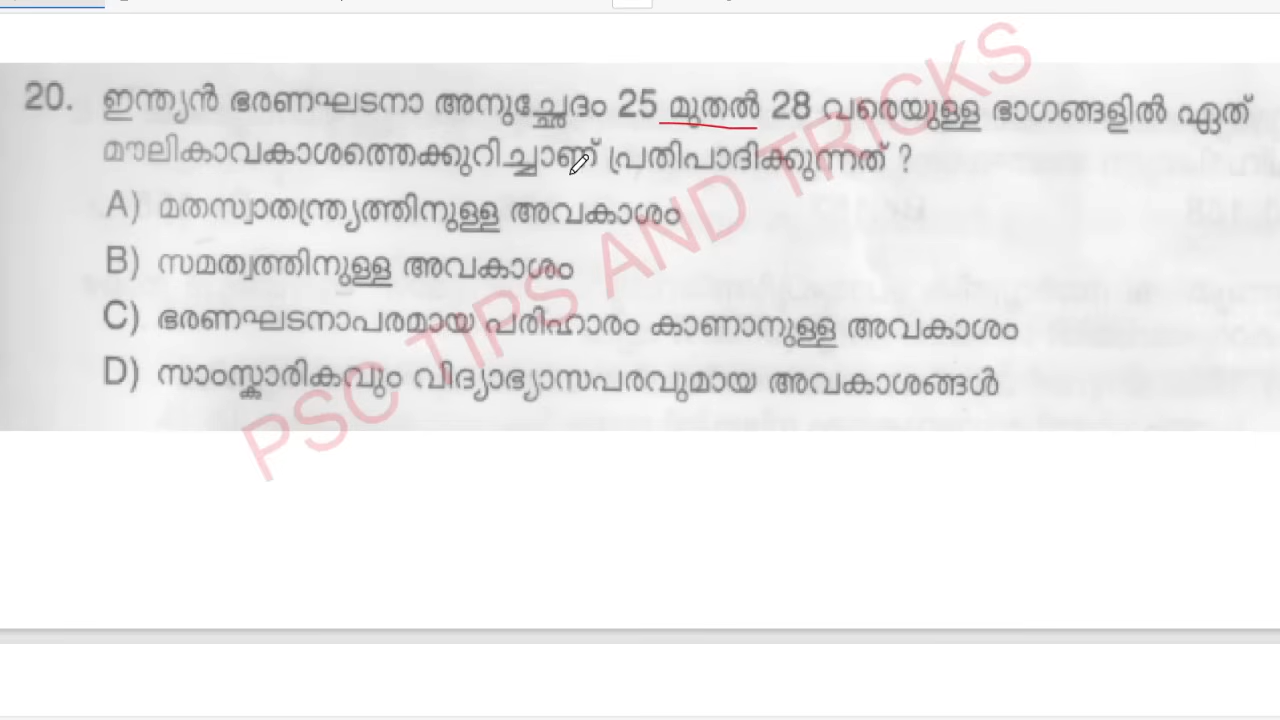 20. ഇന്ത്യൻ ഭരണഘടനാ അനുച്ഛേദം 25 മുതൽ 28 വരെയുള്ള ഭാഗങ്ങളിൽ ഏത്
മൗലികാവകാശത്തെക്കുറിച്ചാണ് പ്രതിപാദിക്കുന്നത് ?
A) മതസ്വാതന്ത്ര്യത്തിനുള്ള അവകാശം
B) സമത്വത്തിനുള്ള അവകാശം
C) ഭരണഘടനാപരമായ പരിഹാരം കാണാനുള്ള അവകാശം
D) സാംസ്കാരികവും വിദ്യാഭ്യാസപരവുമായ അവകാശങ്ങൾ
PSC TIPS AND TRICKS